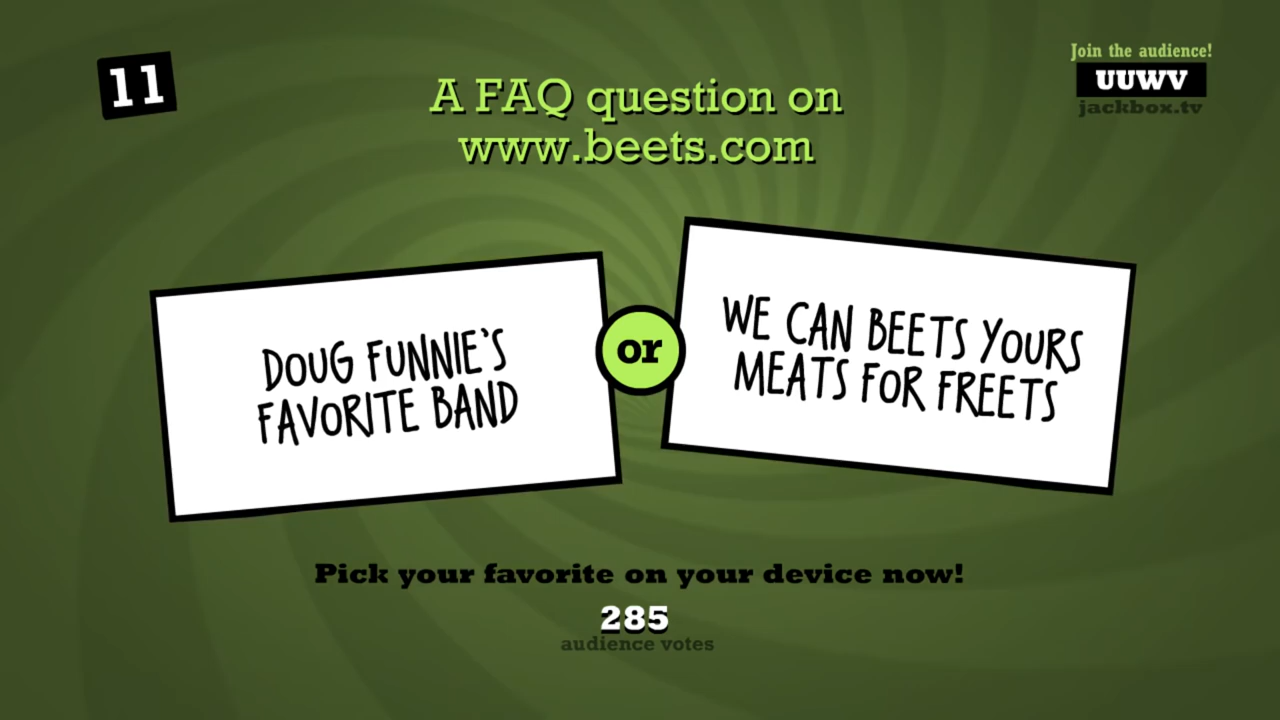 11
Join the audience!
UUWV
jackbox.tv
A FAQ question on
www.beets.com
DOUG FUNNIE'S
FAVORITE BAND
or
WE CAN BEETS YOURS
MEATS FOR FREETS
Pick your favorite on your device now!
285
audience votes